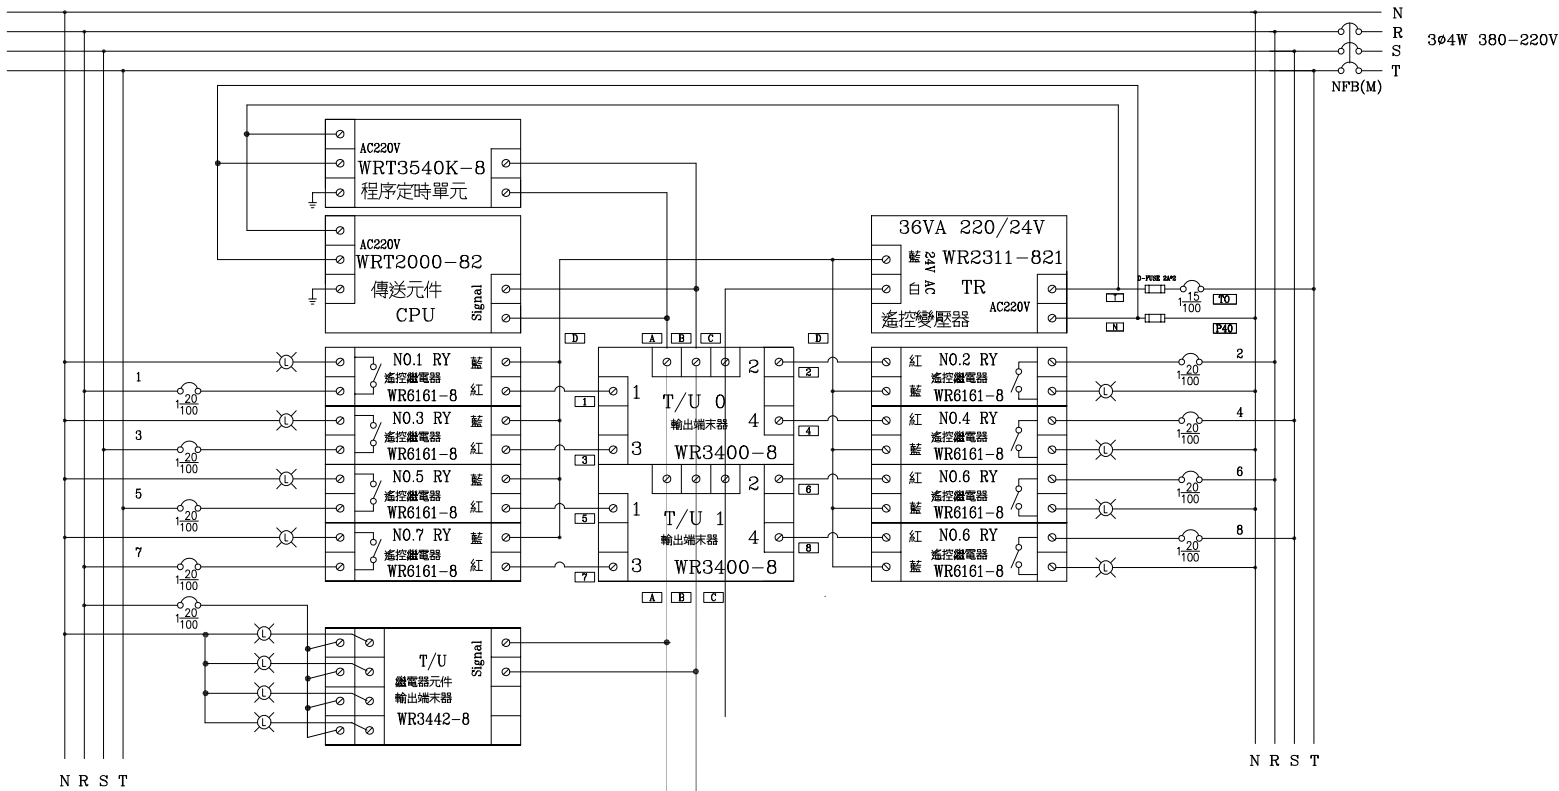 N
R
S
T
3ø4W 380-220V
NFB(M)
AC220V
WRT3540K-8
程序定時單元
AC220V
WRT2000-82
傳送元件
CPU
Signal
36VA 220/24V
藍
白
24V AC
WR2311-821
TR
AC220V
遙控變壓器
D-FUSE 2A*2
T
N
1 15/100
TO
P40
D
A
B
C
D
1
1 20/100
NO.1 RY
遙控繼電器
WR6161-8
藍
紅
1
3
1 20/100
NO.3 RY
遙控繼電器
WR6161-8
藍
紅
3
5
1 20/100
NO.5 RY
遙控繼電器
WR6161-8
藍
紅
5
7
1 20/100
NO.7 RY
遙控繼電器
WR6161-8
藍
紅
7
1
2
T/U 0
輸出端末器
4
3
WR3400-8
1
2
T/U 1
輸出端末器
4
3
WR3400-8
2
紅
藍
NO.2 RY
遙控繼電器
WR6161-8
2
1 20/100
4
紅
藍
NO.4 RY
遙控繼電器
WR6161-8
4
1 20/100
6
紅
藍
NO.6 RY
遙控繼電器
WR6161-8
6
1 20/100
8
紅
藍
NO.6 RY
遙控繼電器
WR6161-8
8
1 20/100
L
L
L
L
L
L
L
L
A
B
C
1 20/100
L
L
L
L
T/U
繼電器元件
輸出端末器
WR3442-8
Signal
N R S T
N R S T